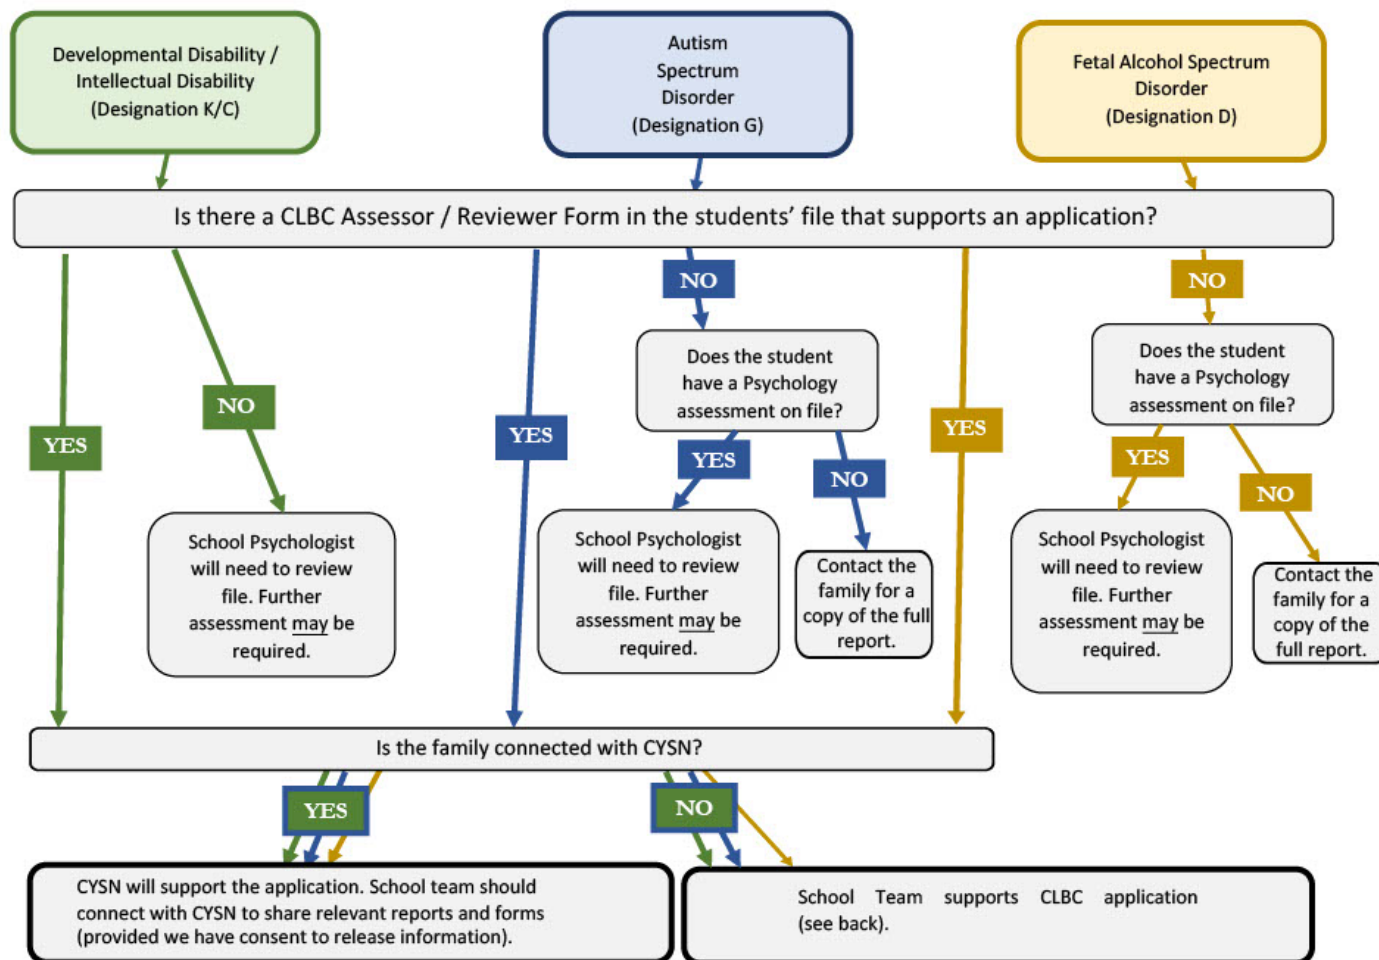 Developmental Disability /
Intellectual Disability
(Designation K/C)
Autism
Spectrum
Disorder
(Designation G)
Fetal Alcohol Spectrum
Disorder
(Designation D)
Is there a CLBC Assessor / Reviewer Form in the students' file that supports an application?
NO
NO
Does the student
have a Psychology
assessment on file?
Does the student
have a Psychology
assessment on file?
NO
YES
YES
YES
YES
NO
YES
NO
School Psychologist
will need to review
file. Further
assessment may be
required.
School Psychologist
will need to review
file. Further
assessment may be
required.
Contact the
family for a
copy of the full
report.
School Psychologist
will need to review
file. Further
assessment may be
required.
Contact the
family for a
copy of the
full report.
Is the family connected with CYSN?
YES
NO
CYSN will support the application. School team should
connect with CYSN to share relevant reports and forms
(provided we have consent to release information).
School Team supports CLBC application
(see back).